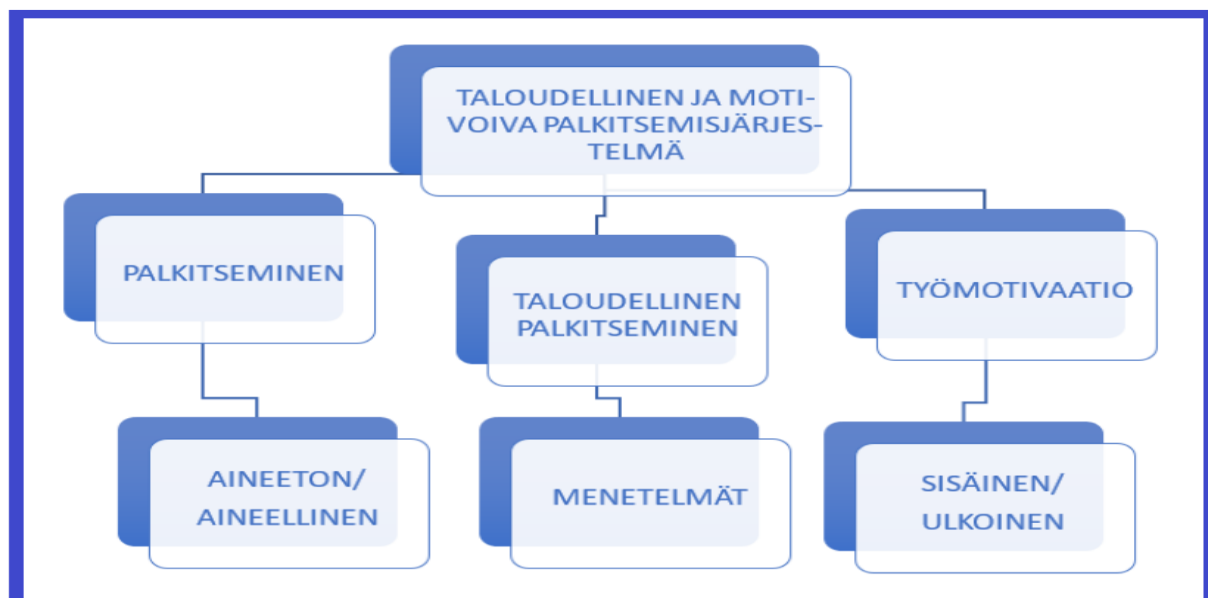 TALOUDELLINEN JA MOTI-
VOIVA PALKITSEMISJÄRJES-
TELMÄ
PALKITSEMINEN
TALOUDELLINEN
PALKITSEMINEN
TYÖMOTIVAATIO
AINEETON/
AINEELLINEN
MENETELMÄT
SISÄINEN/
ULKOINEN